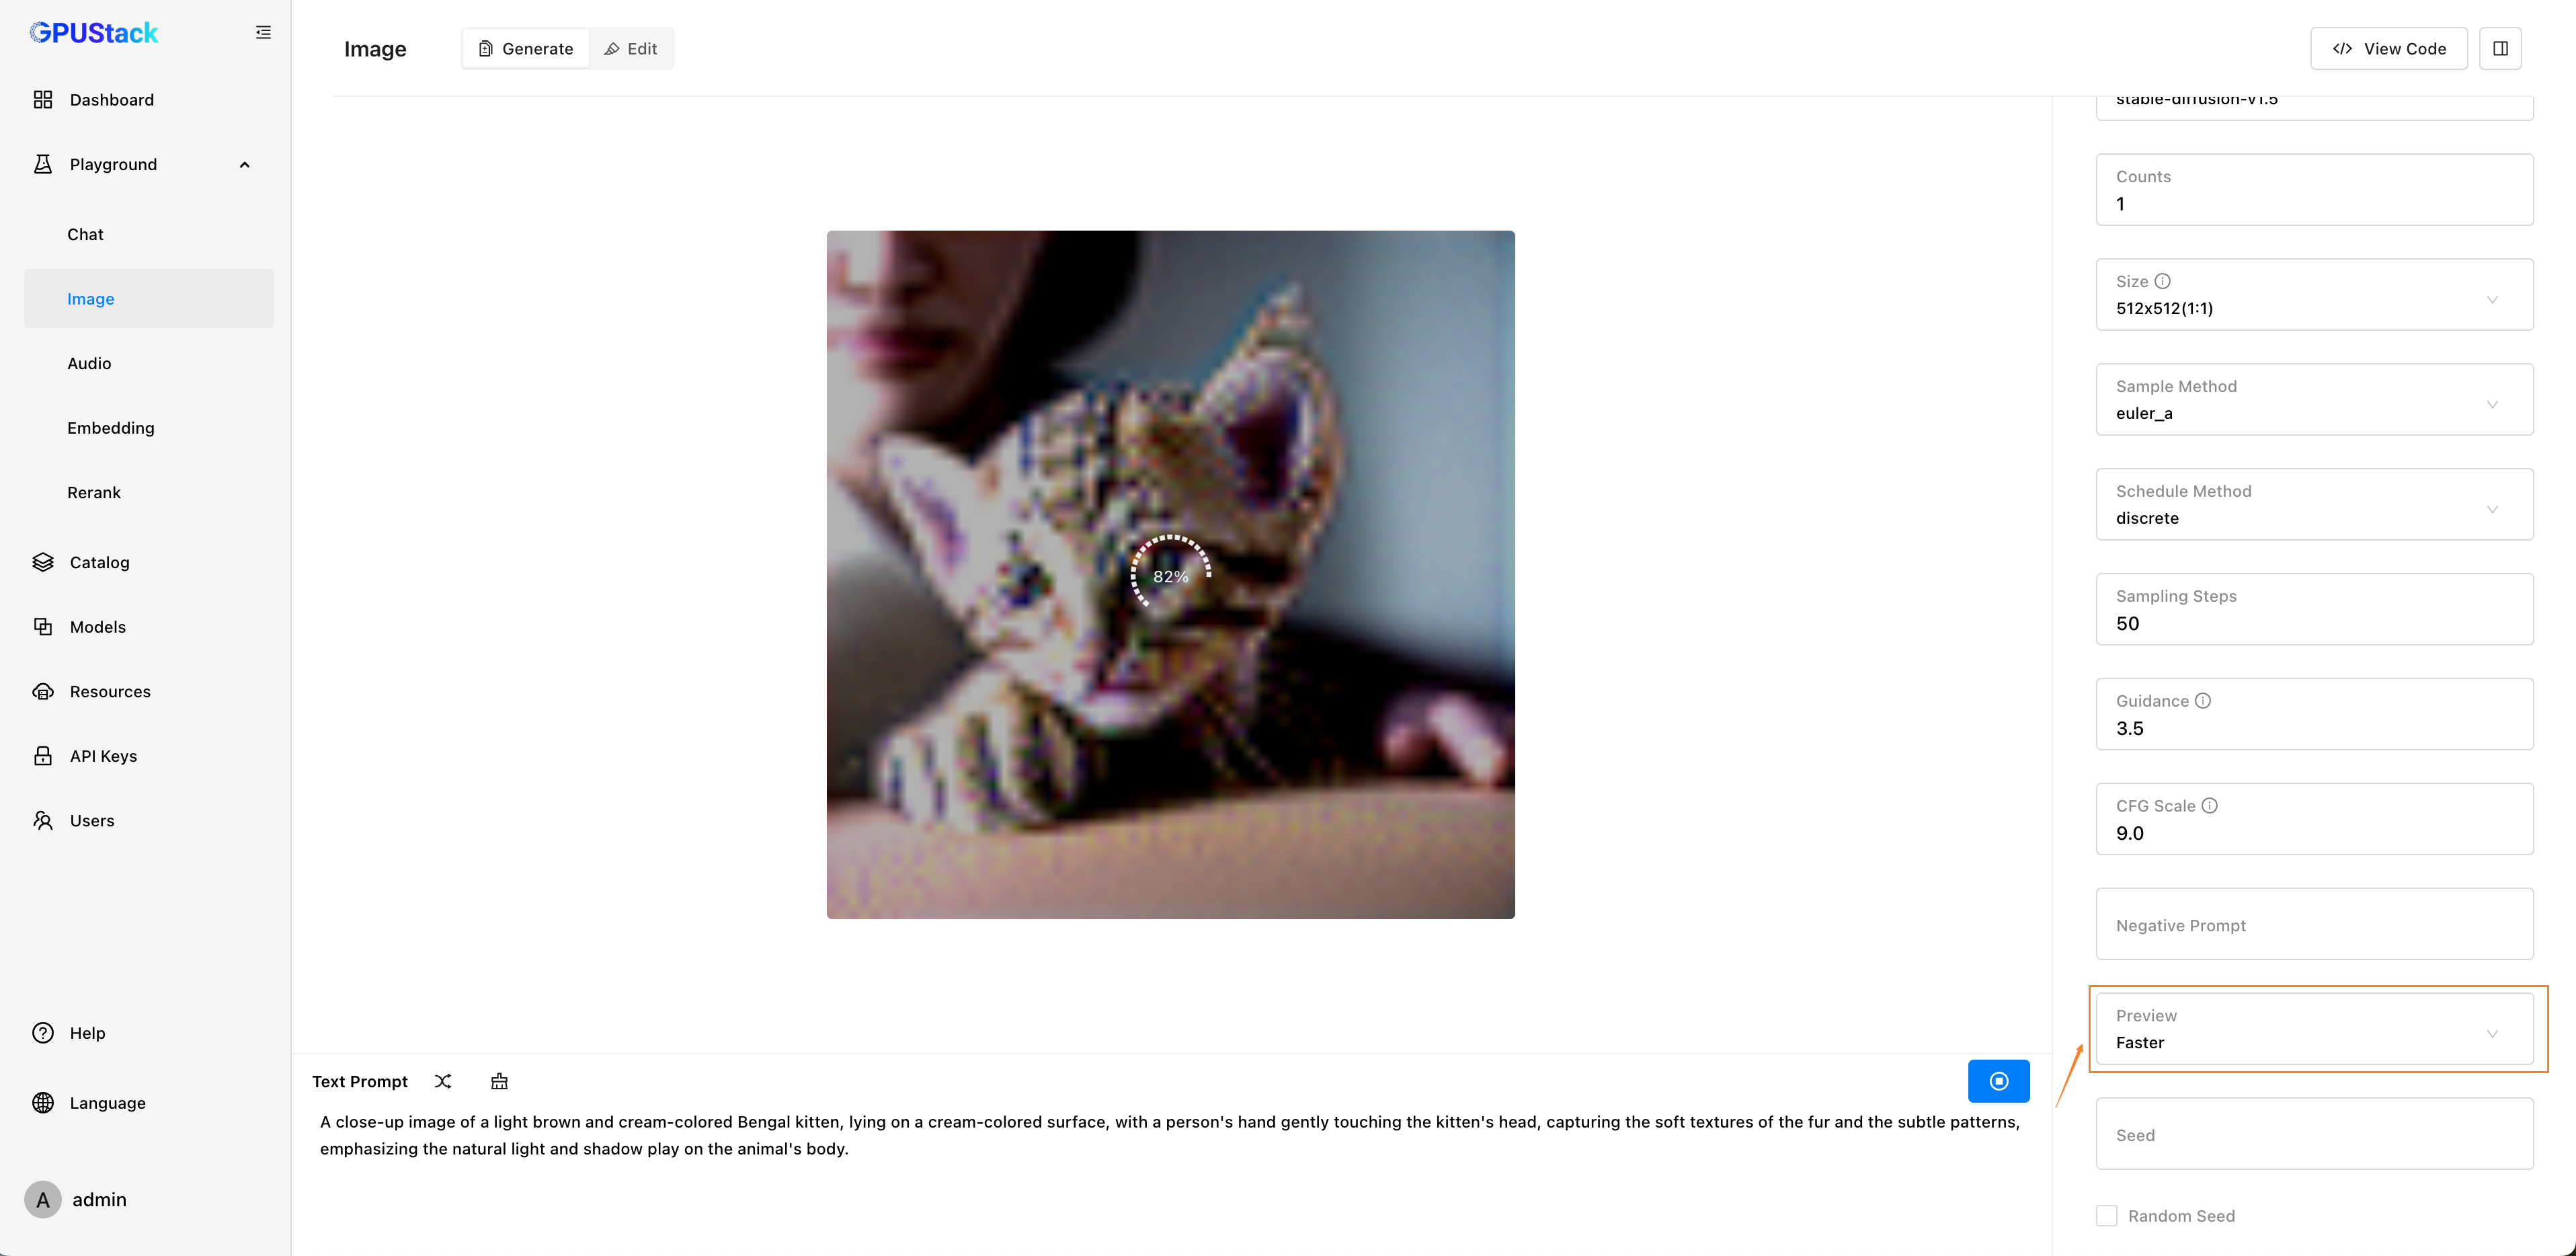 GPUStack
Dashboard
Playground
Chat
Image
Audio
Embedding
Rerank
Catalog
Models
Resources
API Keys
Users
Help
Language
A admin
Image
Generate
Edit
View Code
82%
Text Prompt
A close-up image of a light brown and cream-colored Bengal kitten, lying on a cream-colored surface, with a person's hand gently touching the kitten's head, capturing the soft textures of the fur and the subtle patterns,
emphasizing the natural light and shadow play on the animal's body.
stable-diffusion-v1.5
Counts
1
Size
512x512(1:1)
Sample Method
euler_a
Schedule Method
discrete
Sampling Steps
50
Guidance
3.5
CFG Scale
9.0
Negative Prompt
Preview
Faster
Seed
Random Seed